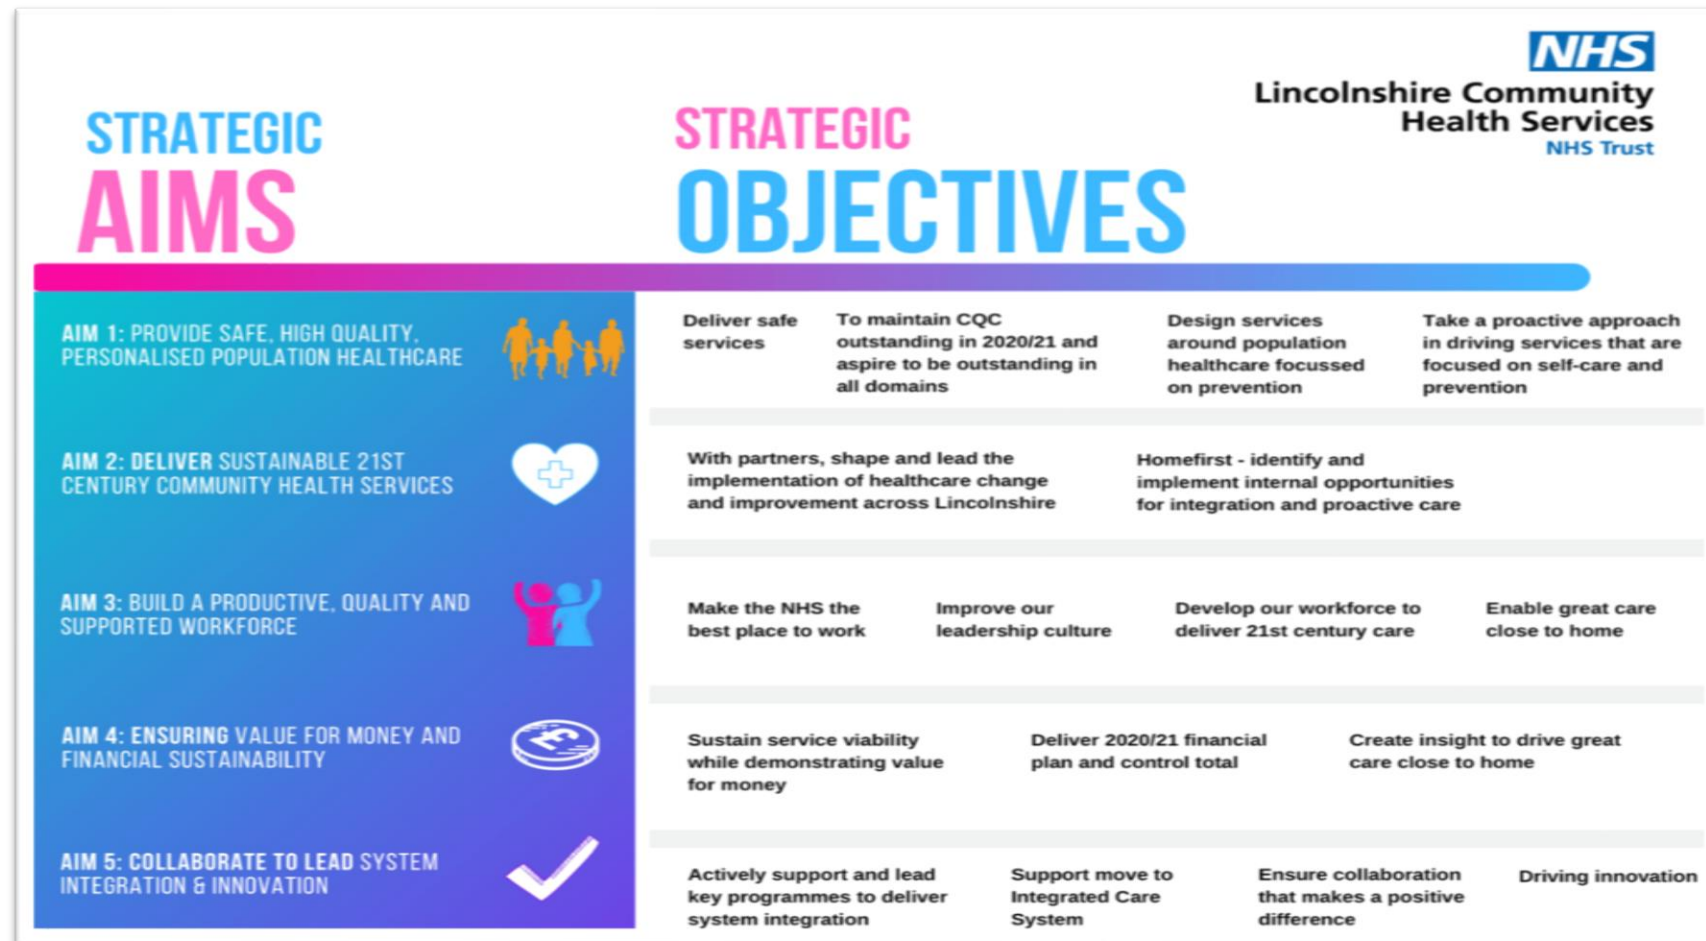 NHS
Lincolnshire Community
Health Services
NHS Trust
STRATEGIC
AIMS
STRATEGIC
OBJECTIVES
AIM 1: PROVIDE SAFE, HIGH QUALITY,
PERSONALISED POPULATION HEALTHCARE
Deliver safe
services
To maintain CQC
outstanding in 2020/21 and
aspire to be outstanding in
all domains
Design services
around population
healthcare focussed
on prevention
Take a proactive approach
in driving services that are
focused on self-care and
prevention
AIM 2: DELIVER SUSTAINABLE 21ST
CENTURY COMMUNITY HEALTH SERVICES
With partners, shape and lead the
implementation of healthcare change
and improvement across Lincolnshire
Homefirst - identify and
implement internal opportunities
for integration and proactive care
AIM 3: BUILD A PRODUCTIVE, QUALITY AND
SUPPORTED WORKFORCE
Make the NHS the
best place to work
Improve our
leadership culture
Develop our workforce to
deliver 21st century care
Enable great care
close to home
AIM 4: ENSURING VALUE FOR MONEY AND
FINANCIAL SUSTAINABILITY
£
Sustain service viability
while demonstrating value
for money
Deliver 2020/21 financial
plan and control total
Create insight to drive great
care close to home
AIM 5: COLLABORATE TO LEAD SYSTEM
INTEGRATION & INNOVATION
Actively support and lead
key programmes to deliver
system integration
Support move to
Integrated Care
System
Ensure collaboration
that makes a positive
difference
Driving innovation